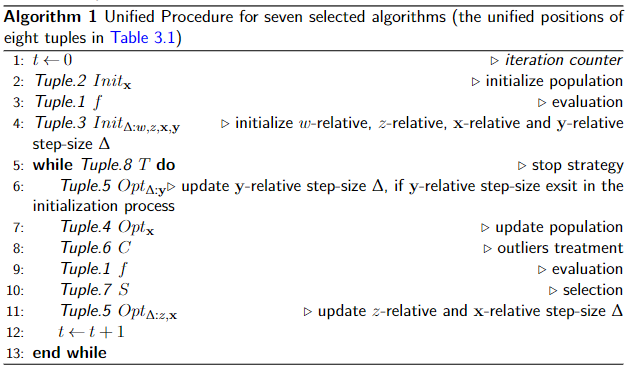 Algorithm 1 Unified Procedure for seven selected algorithms (the unified positions of
eight tuples in Table 3.1)
1: t ← 0 ▷ iteration counter
2: Tuple.2 Init_x ▷ initialize population
3: Tuple.1 f ▷ evaluation
4: Tuple.3 Init_Δ:w,z,x,y ▷ initialize w-relative, z-relative, x-relative and y-relative
step-size Δ
5: while Tuple.8 T do ▷ stop strategy
6: Tuple.5 Opt_Δ:y ▷ update y-relative step-size Δ, if y-relative step-size exsit in the
initialization process
7: Tuple.4 Opt_x ▷ update population
8: Tuple.6 C ▷ outliers treatment
9: Tuple.1 f ▷ evaluation
10: Tuple.7 S ▷ selection
11: Tuple.5 Opt_Δ:z,x ▷ update z-relative and x-relative step-size Δ
12: t ← t + 1
13: end while